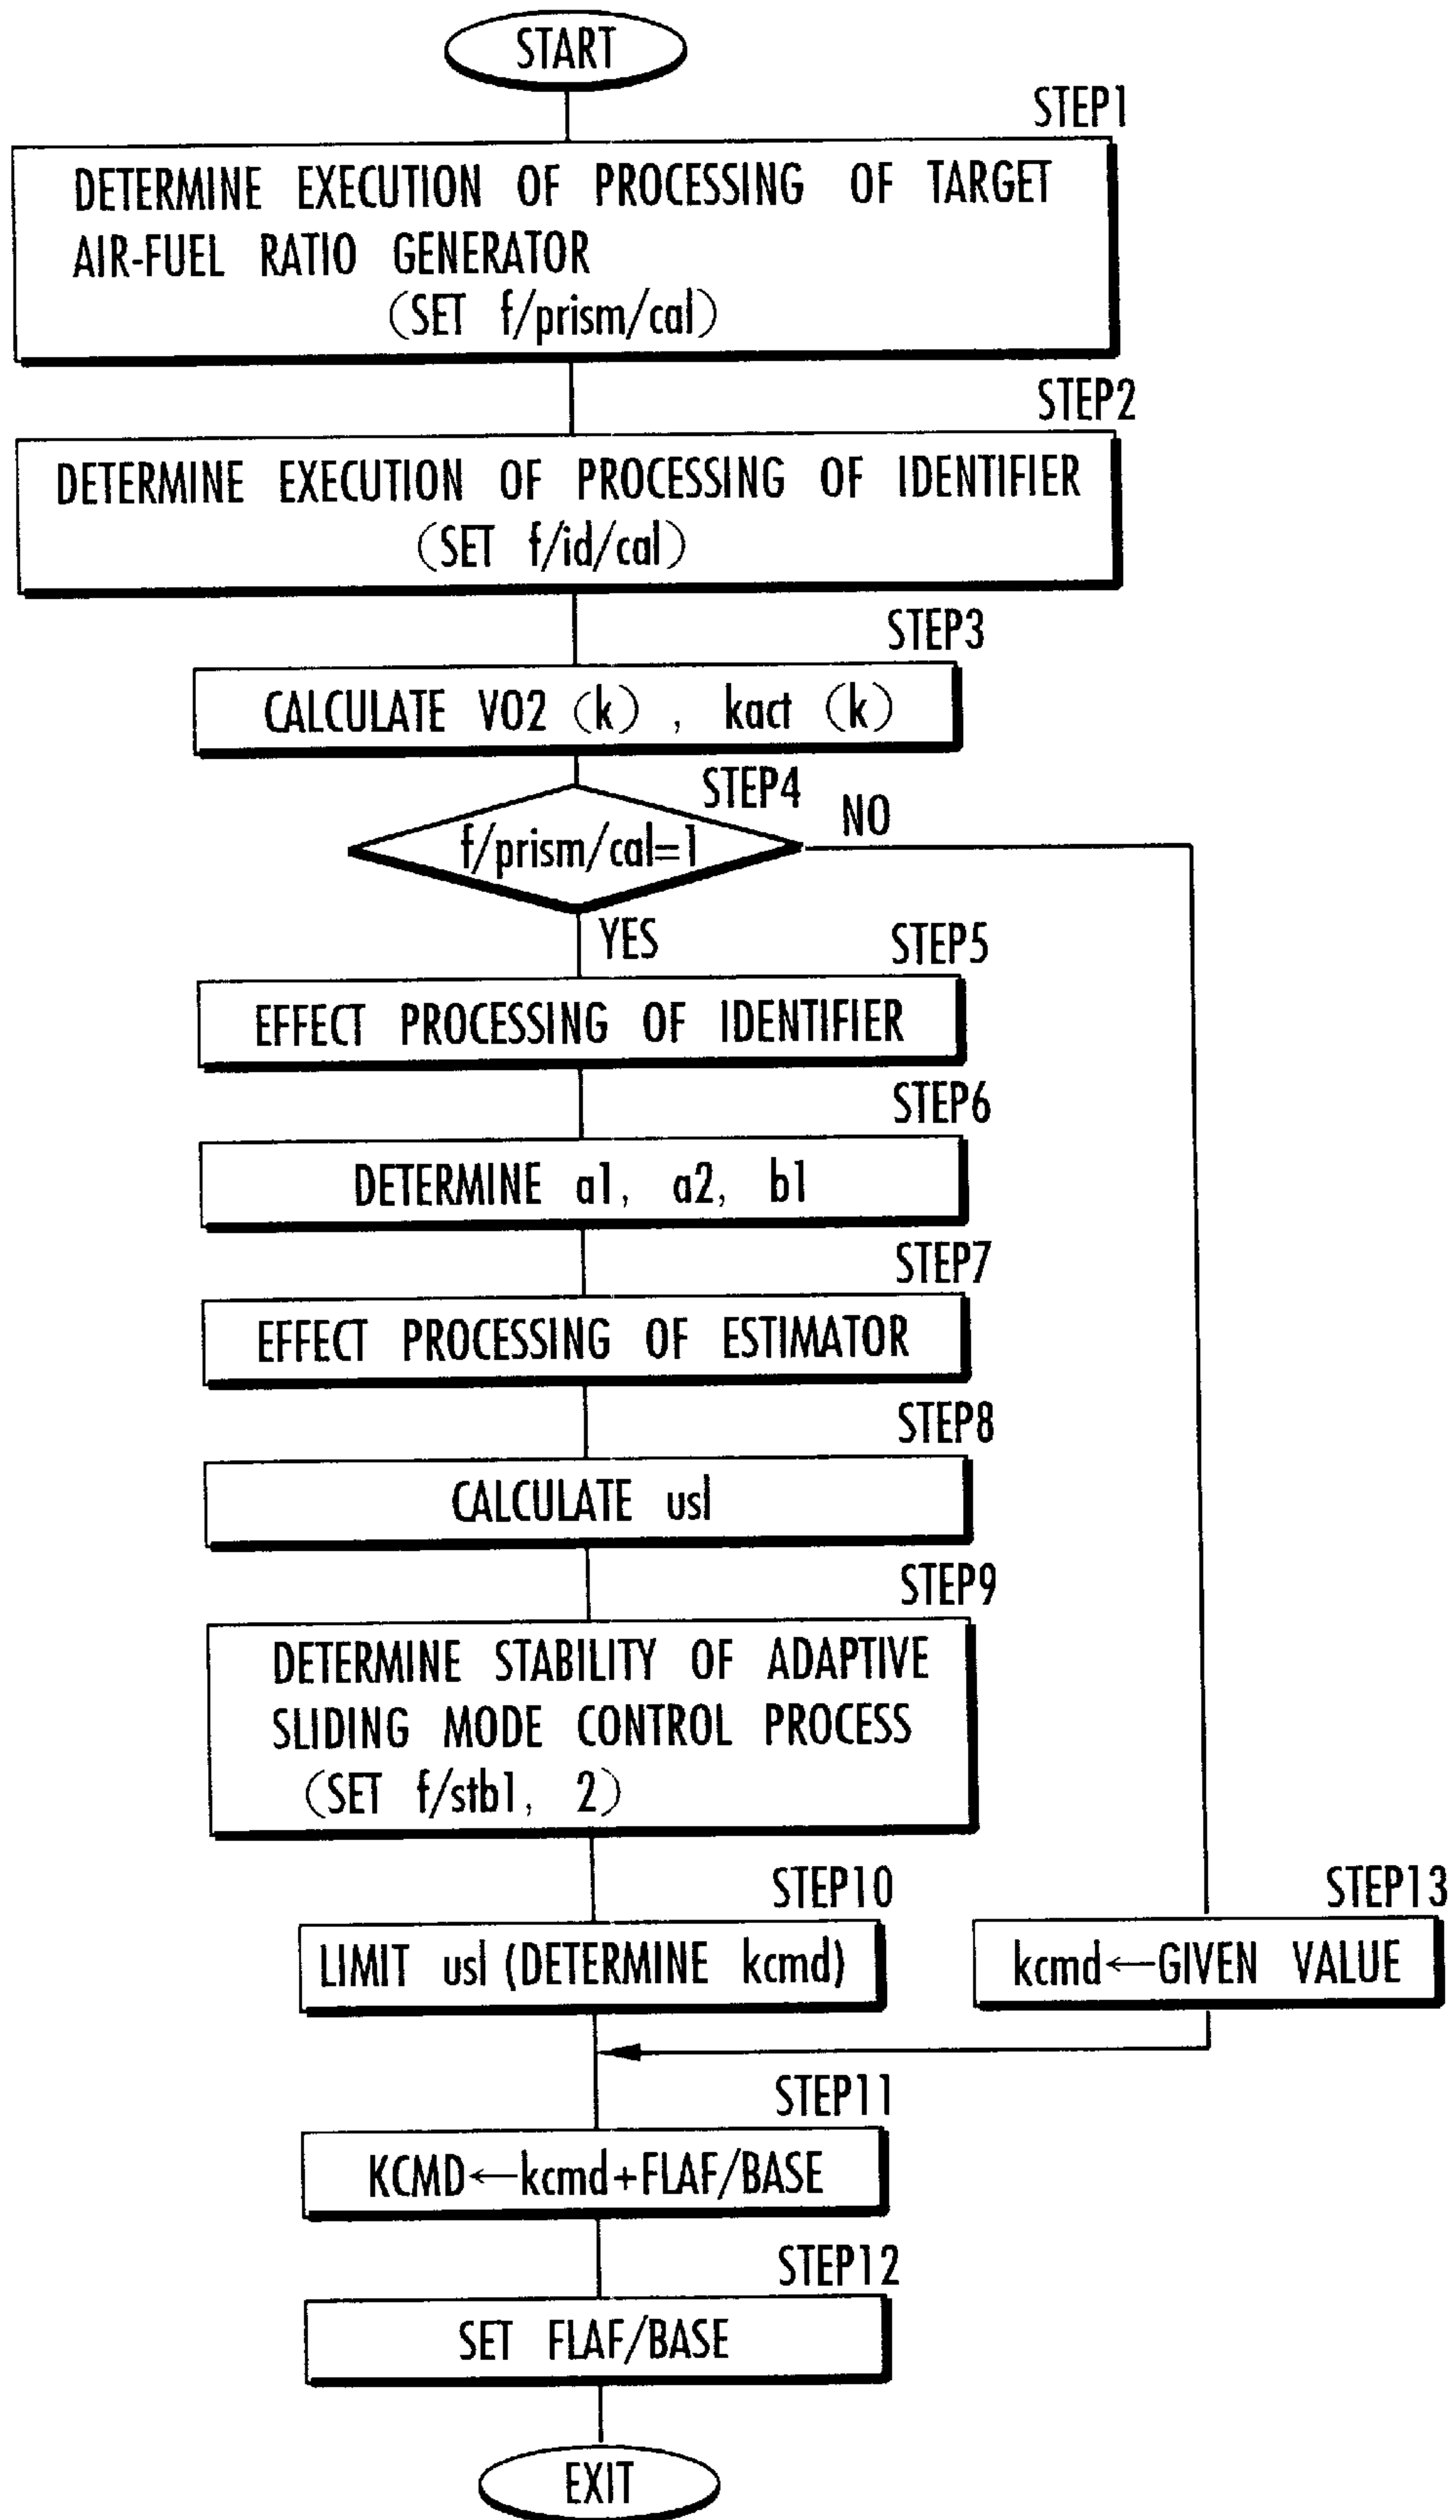 START
STEP1
DETERMINE EXECUTION OF PROCESSING OF TARGET
AIR-FUEL RATIO GENERATOR
(SET f/prism/cal)
STEP2
DETERMINE EXECUTION OF PROCESSING OF IDENTIFIER
(SET f/id/cal)
STEP3
CALCULATE VO2 (k) , kact (k)
STEP4
f/prism/cal=1
NO
YES
STEP5
EFFECT PROCESSING OF IDENTIFIER
STEP6
DETERMINE a1, a2, b1
STEP7
EFFECT PROCESSING OF ESTIMATOR
STEP8
CALCULATE usl
STEP9
DETERMINE STABILITY OF ADAPTIVE
SLIDING MODE CONTROL PROCESS
(SET f/stb1, 2)
STEP10
LIMIT usl (DETERMINE kcmd)
STEP13
kcmd←GIVEN VALUE
STEP11
KCMD←kcmd+FLAF/BASE
STEP12
SET FLAF/BASE
EXIT